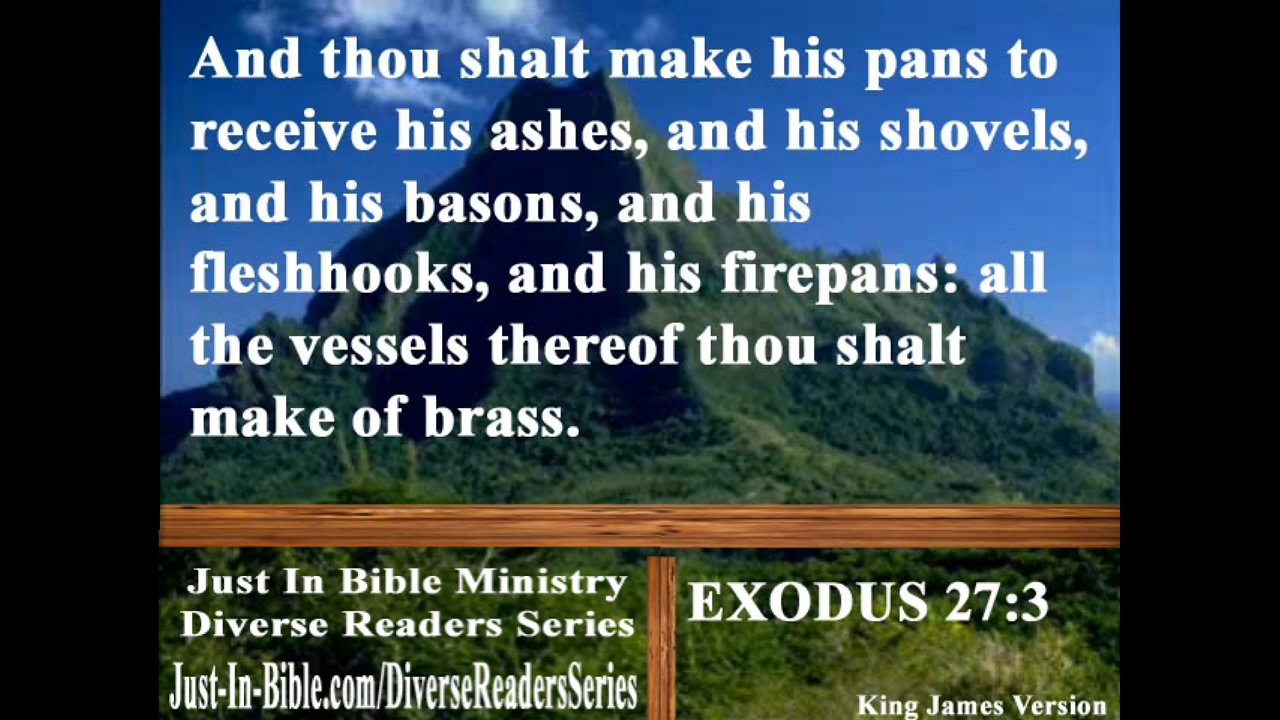 And thou shalt make his pans to
receive his ashes, and his shovels,
and his basons, and his
fleshhooks, and his firepans: all
the vessels thereof thou shalt
make of brass.
Just In Bible Ministry
Diverse Readers Series
Just-In-Bible.com/DiverseReadersSeries
EXODUS 27:3
King James Version